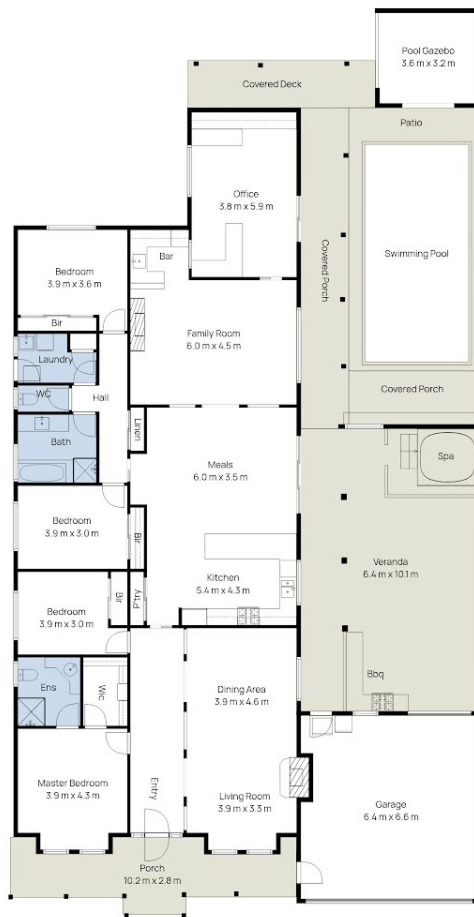 Pool Gazebo
3.6 m x 3.2 m
Covered Deck
Patio
Office
3.8 m x 5.9 m
Covered Porch
Swimming Pool
Bar
Bedroom
3.9 m x 3.6 m
Bir
Family Room
6.0 m x 4.5 m
Laundry
WC
Hall
Covered Porch
Linen
Bath
Meals
6.0 m x 3.5 m
Spa
Bedroom
3.9 m x 3.0 m
Bir
Veranda
6.4 m x 10.1 m
Kitchen
5.4 m x 4.3 m
Bedroom
3.9 m x 3.0 m
Bir
P'try
Bbq
Ens
Wic
Dining Area
3.9 m x 4.6 m
Master Bedroom
3.9 m x 4.3 m
Entry
Living Room
3.9 m x 3.3 m
Garage
6.4 m x 6.6 m
Porch
10.2 m x 2.8 m